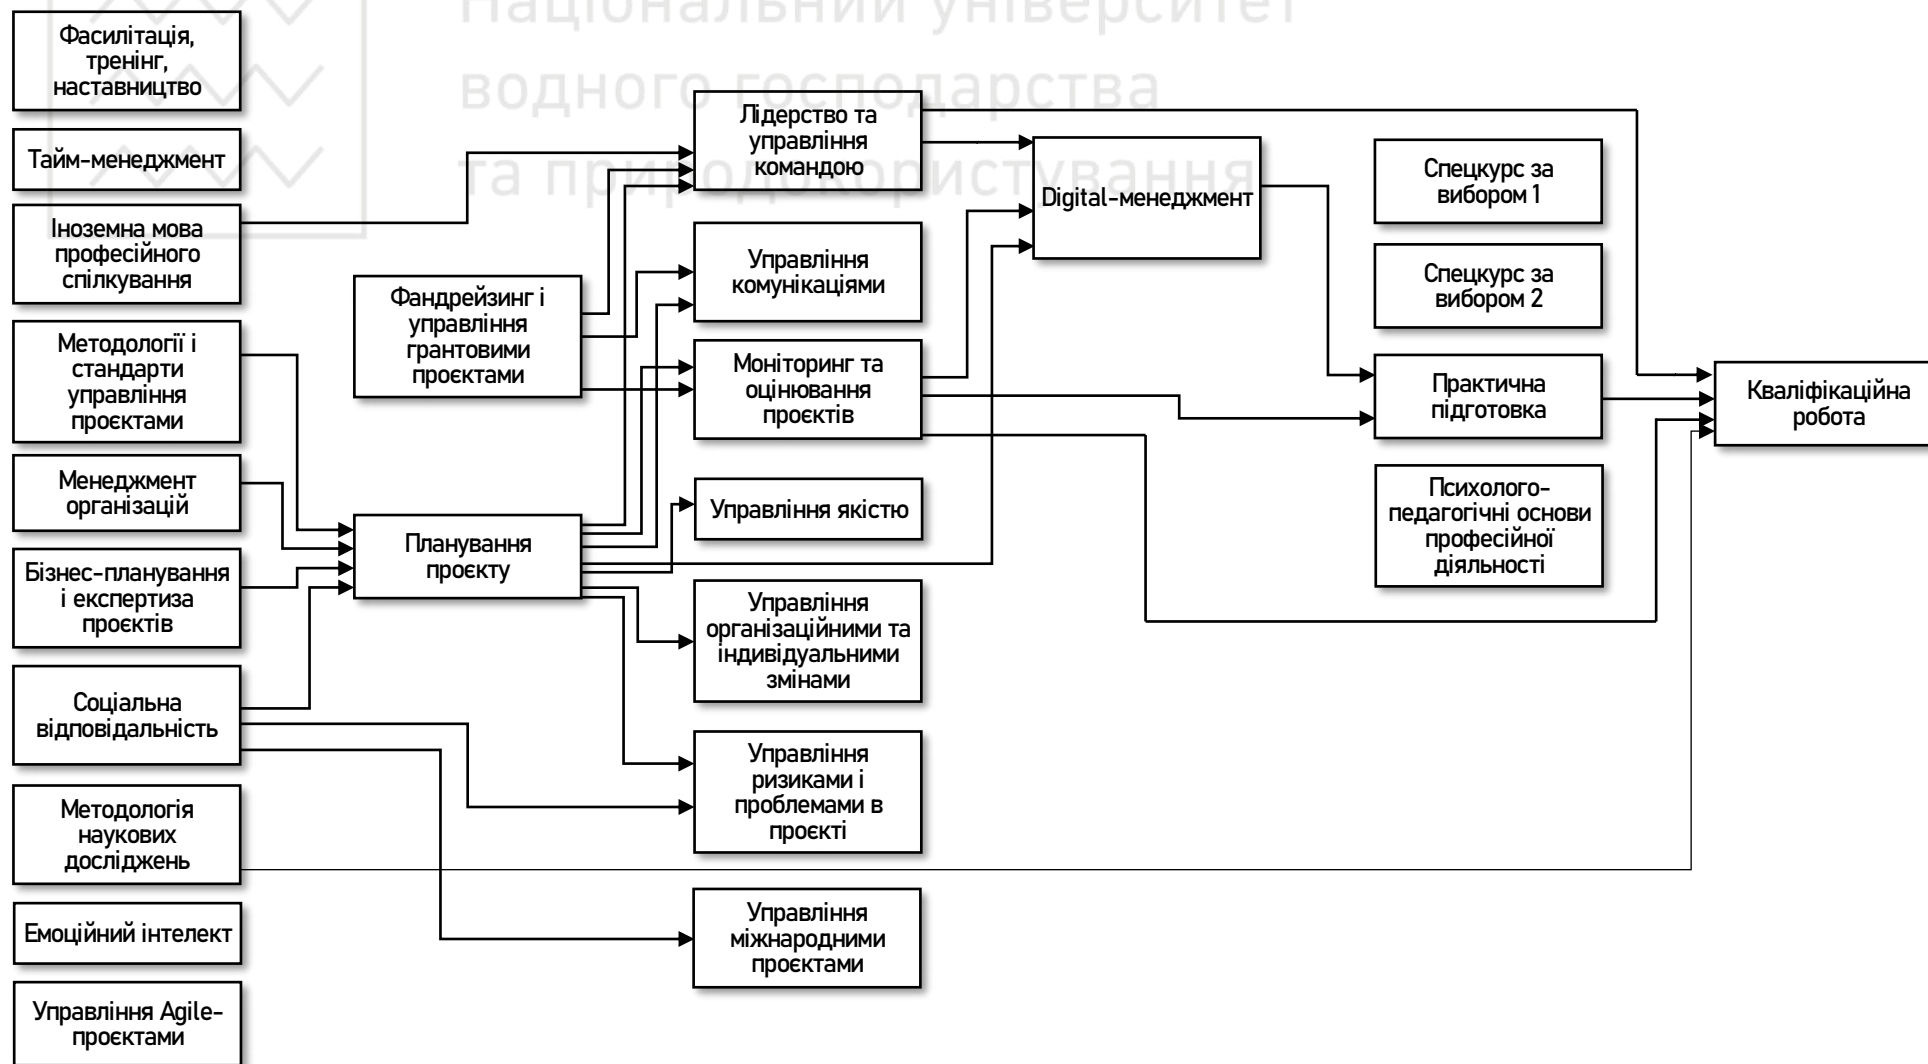 Національний університет
водного господарства
та природокористування
Фасилітація,
тренінг,
наставництво
Тайм-менеджмент
Іноземна мова
професійного
спілкування
Методології і
стандарти
управління
проєктами
Менеджмент
організацій
Бізнес-планування
і експертиза
проєктів
Соціальна
відповідальність
Методологія
наукових
досліджень
Емоційний інтелект
Управління Agile-
проєктами
Фандрейзинг і
управління
грантовими
проєктами
Планування
проєкту
Лідерство та
управління
командою
Управління
комунікаціями
Моніторинг та
оцінювання
проєктів
Управління якістю
Управління
організаційними та
індивідуальними
змінами
Управління
ризиками і
проблемами в
проєкті
Управління
міжнародними
проєктами
Digital-менеджмент
Спецкурс за
вибором 1
Спецкурс за
вибором 2
Практична
підготовка
Психолого-
педагогічні основи
професійної
діяльності
Кваліфікаційна
робота